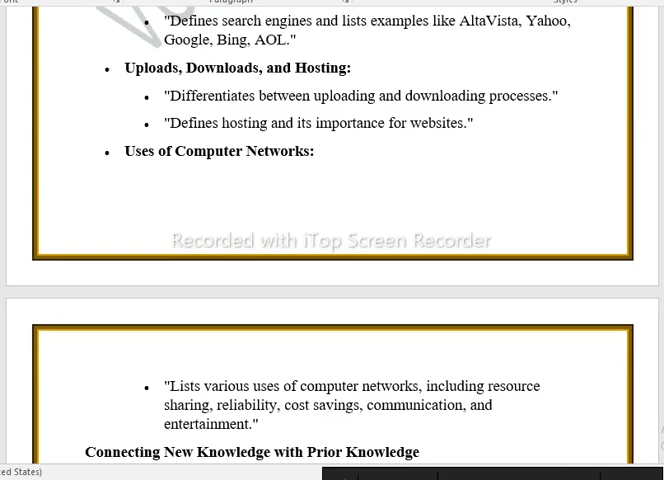 Paragraph
Styles
"Defines search engines and lists examples like AltaVista, Yahoo,
Google, Bing, AOL."
Uploads, Downloads, and Hosting:
"Differentiates between uploading and downloading processes."
"Defines hosting and its importance for websites."
Uses of Computer Networks:
Recorded with iTop Screen Recorder
"Lists various uses of computer networks, including resource
sharing, reliability, cost savings, communication, and
entertainment."
Connecting New Knowledge with Prior Knowledge
ed States)